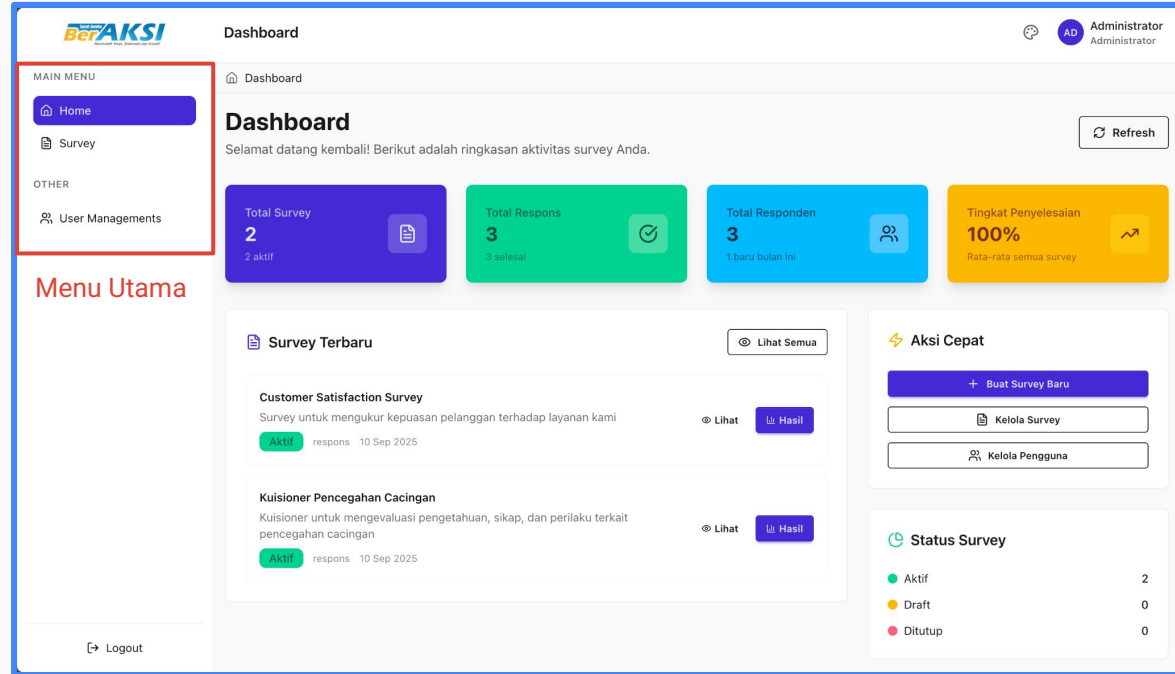 BerAKSI
Dashboard
AD
Administrator
Administrator
MAIN MENU
Home
Survey
OTHER
User Managements
Menu Utama
Logout
Dashboard
Dashboard
Selamat datang kembali! Berikut adalah ringkasan aktivitas survey Anda.
Refresh
Total Survey
2
2 aktif
Total Respons
3
3 selesai
Total Responden
3
1 baru bulan ini
Tingkat Penyelesaian
100%
Rata-rata semua survey
Survey Terbaru
Lihat Semua
Customer Satisfaction Survey
Survey untuk mengukur kepuasan pelanggan terhadap layanan kami
Aktif respons 10 Sep 2025
Lihat Hasil
Kuisioner Pencegahan Cacingan
Kuisioner untuk mengevaluasi pengetahuan, sikap, dan perilaku terkait
pencegahan cacingan
Aktif respons 10 Sep 2025
Lihat Hasil
Aksi Cepat
+ Buat Survey Baru
Kelola Survey
Kelola Pengguna
Status Survey
Aktif 2
Draft 0
Ditutup 0